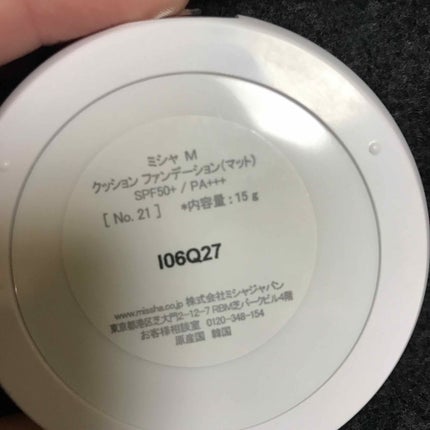 ミシャ M
クッション ファンデーション(マット)
SPF50+ / PA+++
[ No. 21 ] *内容量 : 15 g
I06Q27
www.missha.co.jp 株式会社ミシャジャパン
東京都港区芝大門2-12-7 RBM芝パークビル4階
お客様相談室 0120-348-154
原産国 韓国